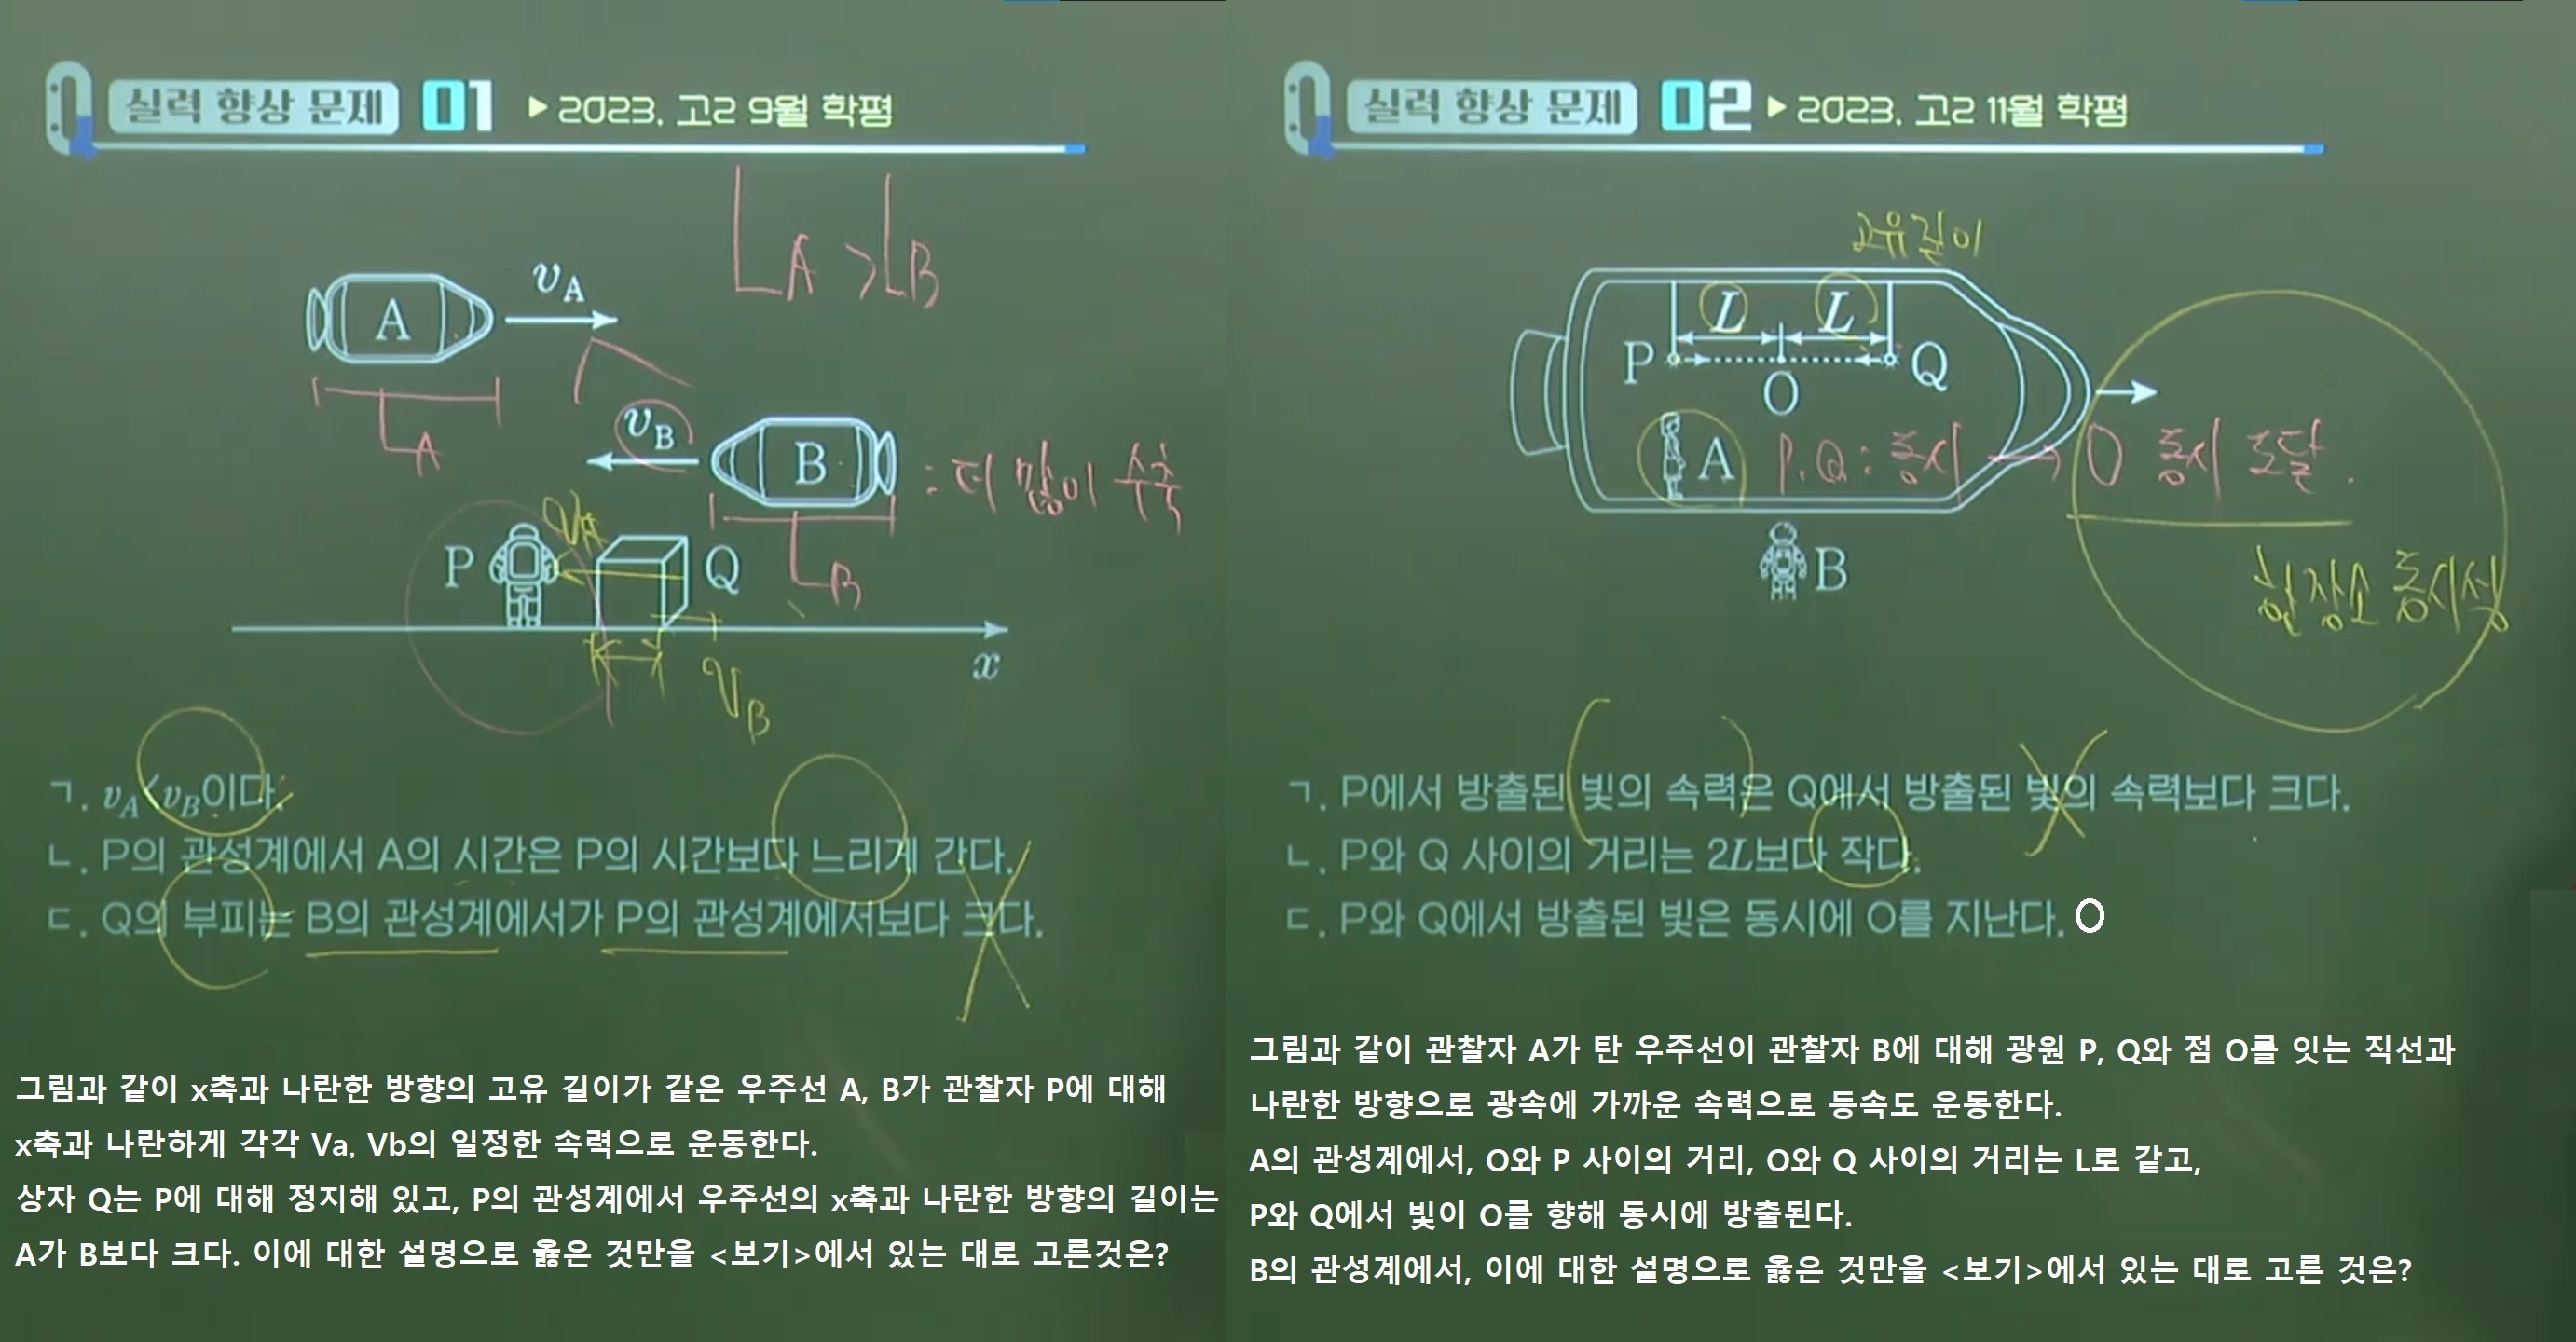 실력 향상 문제 01 ▶ 2023. 고2 9월 학평
L_A > L_B
A
v_A
L_A
v_B
B
: 더 많이 수축
L_B
P
v_A
Q
x
v_B
ㄱ. v_A < v_B이다.
ㄴ. P의 관성계에서 A의 시간은 P의 시간보다 느리게 간다.
ㄷ. Q의 부피는 B의 관성계에서가 P의 관성계에서보다 크다.
그림과 같이 x축과 나란한 방향의 고유 길이가 같은 우주선 A, B가 관찰자 P에 대해
x축과 나란하게 각각 Va, Vb의 일정한 속력으로 운동한다.
상자 Q는 P에 대해 정지해 있고, P의 관성계에서 우주선의 x축과 나란한 방향의 길이는
A가 B보다 크다. 이에 대한 설명으로 옳은 것만을 <보기>에서 있는 대로 고른것은?
실력 향상 문제 02 ▶ 2023. 고2 11월 학평
고유길이
L L
P O Q
A
P.Q : 동시 → O 동시 도달.
한 장소 동시성
B
ㄱ. P에서 방출된 빛의 속력은 Q에서 방출된 빛의 속력보다 크다.
ㄴ. P와 Q 사이의 거리는 2L보다 작다.
ㄷ. P와 Q에서 방출된 빛은 동시에 O를 지난다. O
그림과 같이 관찰자 A가 탄 우주선이 관찰자 B에 대해 광원 P, Q와 점 O를 잇는 직선과
나란한 방향으로 광속에 가까운 속력으로 등속도 운동한다.
A의 관성계에서, O와 P 사이의 거리, O와 Q 사이의 거리는 L로 같고,
P와 Q에서 빛이 O를 향해 동시에 방출된다.
B의 관성계에서, 이에 대한 설명으로 옳은 것만을 <보기>에서 있는 대로 고른 것은?